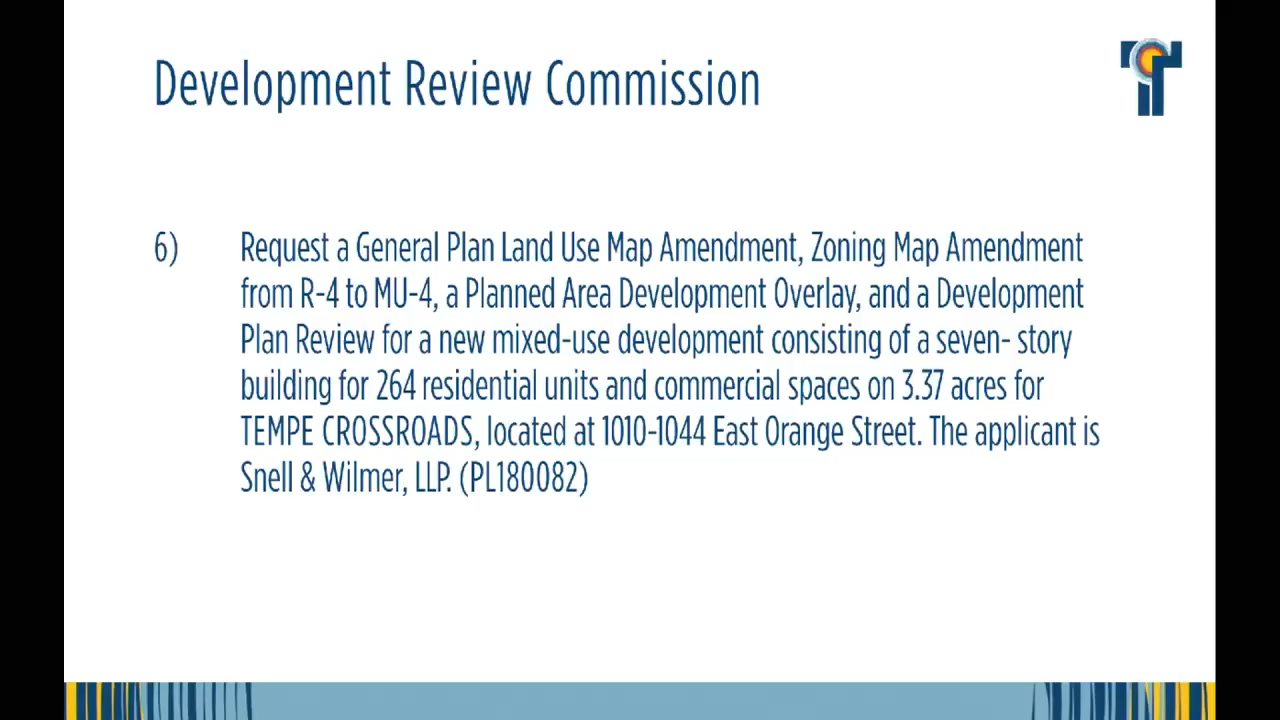 Development Review Commission
6) Request a General Plan Land Use Map Amendment, Zoning Map Amendment
from R-4 to MU-4, a Planned Area Development Overlay, and a Development
Plan Review for a new mixed-use development consisting of a seven- story
building for 264 residential units and commercial spaces on 3.37 acres for
TEMPE CROSSROADS, located at 1010-1044 East Orange Street. The applicant is
Snell & Wilmer, LLP. (PL180082)